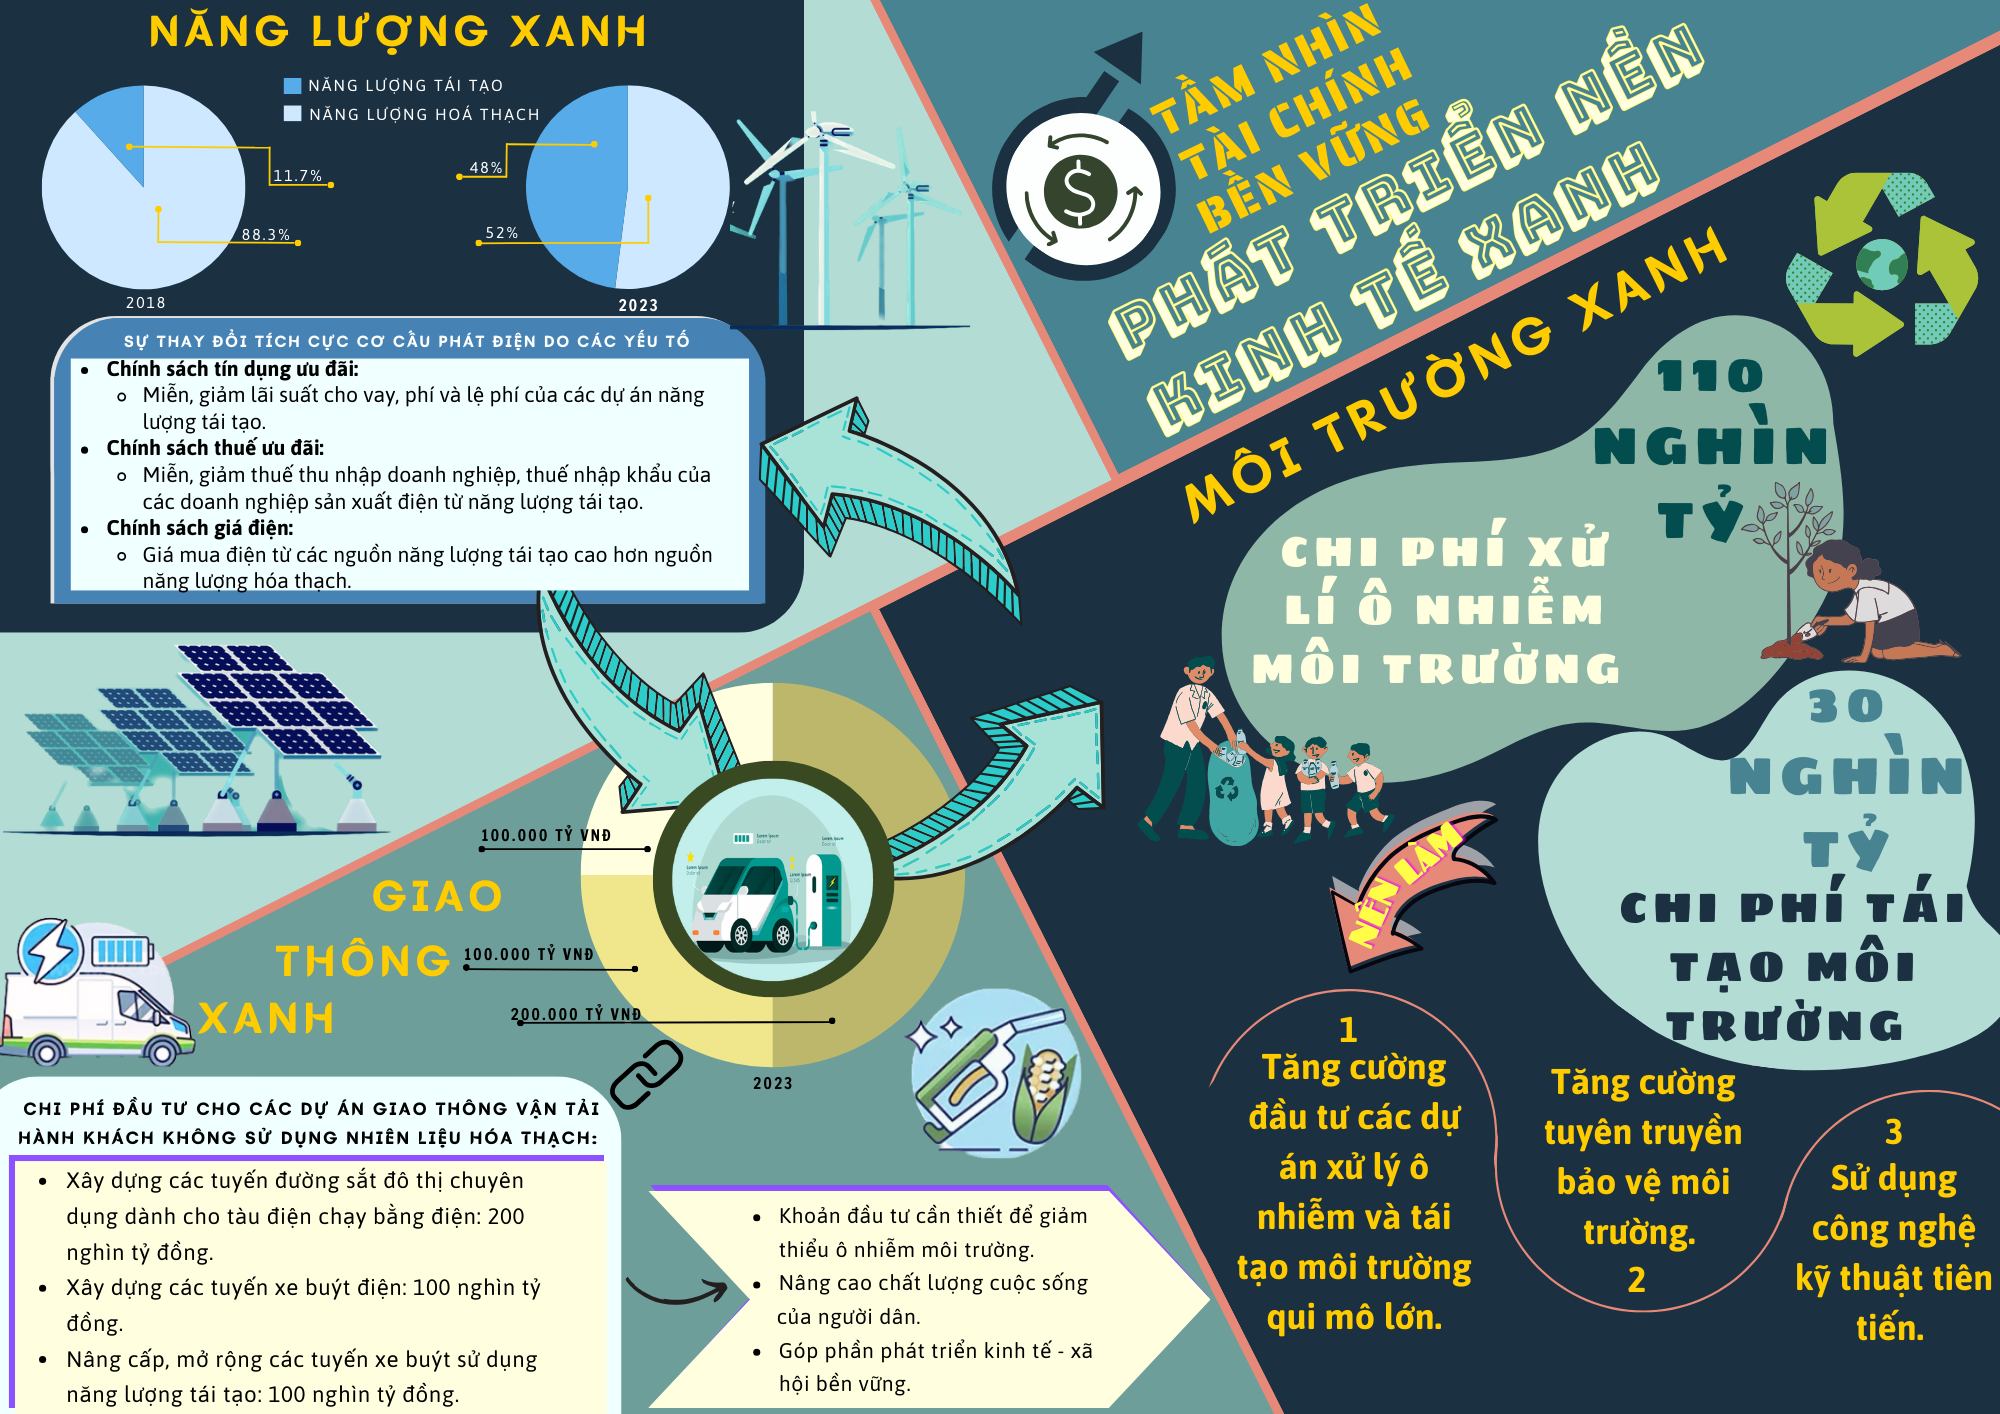 NĂNG LƯỢNG XANH
NĂNG LƯỢNG TÁI TẠO
NĂNG LƯỢNG HOÁ THẠCH
11.7%
88.3%
2018
48%
52%
2023
SỰ THAY ĐỔI TÍCH CỰC CƠ CẤU PHÁT ĐIỆN DO CÁC YẾU TỐ
Chính sách tín dụng ưu đãi:
Miễn, giảm lãi suất cho vay, phí và lệ phí của các dự án năng
lượng tái tạo.
Chính sách thuế ưu đãi:
Miễn, giảm thuế thu nhập doanh nghiệp, thuế nhập khẩu của
các doanh nghiệp sản xuất điện từ năng lượng tái tạo.
Chính sách giá điện:
Giá mua điện từ các nguồn năng lượng tái tạo cao hơn nguồn
năng lượng hóa thạch.
TẦM NHÌN
TÀI CHÍNH
BỀN VỮNG
PHÁT TRIỂN NỀN
KINH TẾ XANH
MÔI TRƯỜNG XANH
110
NGHÌN
TỶ
CHI PHÍ XỬ
LÍ Ô NHIỄM
MÔI TRƯỜNG
30
NGHÌN
TỶ
CHI PHÍ TÁI
TẠO MÔI
TRƯỜNG
NÊN LÀM
1
Tăng cường
đầu tư các dự
án xử lý ô
nhiễm và tái
tạo môi trường
qui mô lớn.
Tăng cường
tuyên truyền
bảo vệ môi
trường.
2
3
Sử dụng
công nghệ
kỹ thuật tiên
tiến.
GIAO
THÔNG
XANH
100.000 TỶ VNĐ
100.000 TỶ VNĐ
200.000 TỶ VNĐ
2023
CHI PHÍ ĐẦU TƯ CHO CÁC DỰ ÁN GIAO THÔNG VẬN TẢI
HÀNH KHÁCH KHÔNG SỬ DỤNG NHIÊN LIỆU HÓA THẠCH:
Xây dựng các tuyến đường sắt đô thị chuyên
dụng dành cho tàu điện chạy bằng điện: 200
nghìn tỷ đồng.
Xây dựng các tuyến xe buýt điện: 100 nghìn tỷ
đồng.
Nâng cấp, mở rộng các tuyến xe buýt sử dụng
năng lượng tái tạo: 100 nghìn tỷ đồng.
Khoản đầu tư cần thiết để giảm
thiểu ô nhiễm môi trường.
Nâng cao chất lượng cuộc sống
của người dân.
Góp phần phát triển kinh tế - xã
hội bền vững.